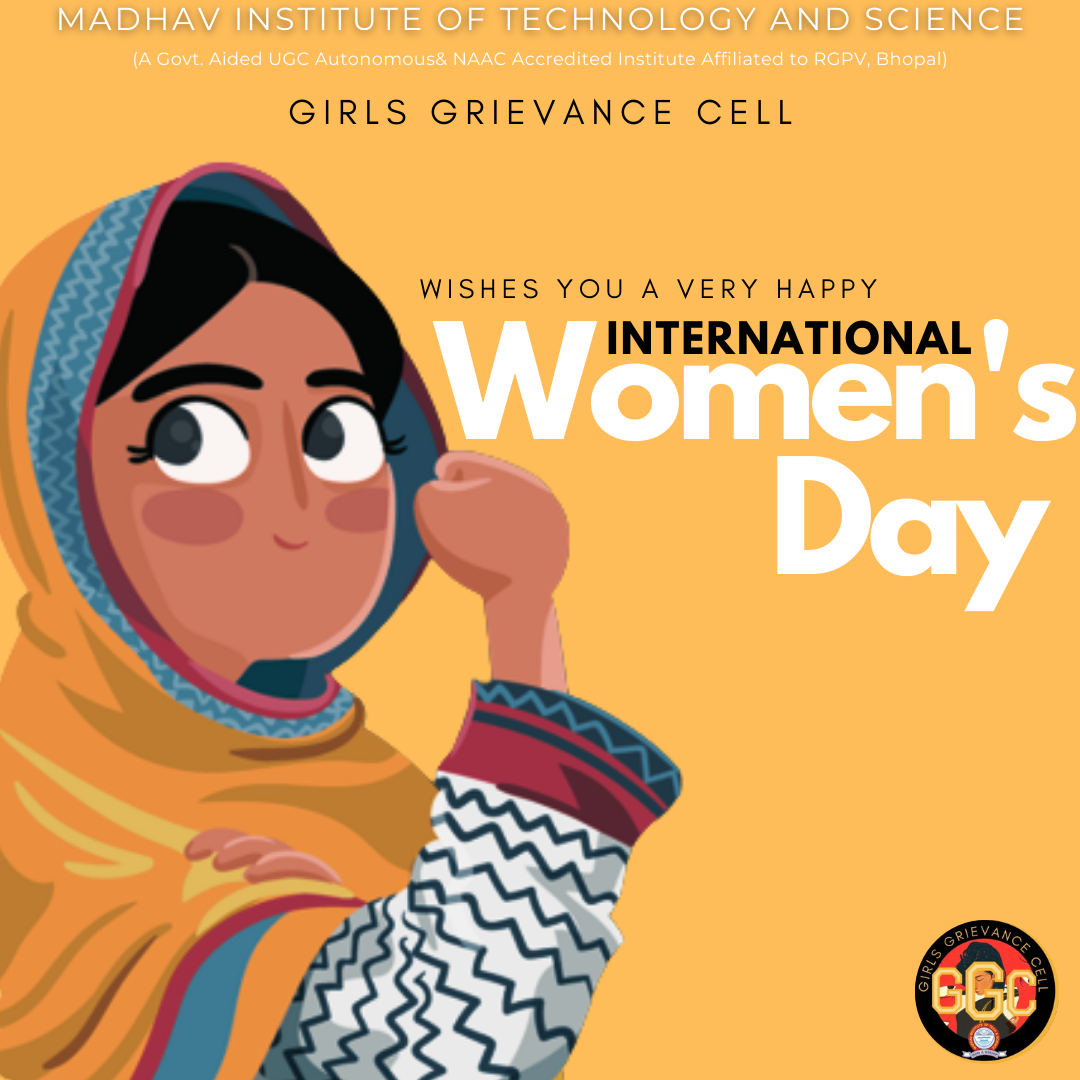 MADHAV INSTITUTE OF TECHNOLOGY AND SCIENCE
(A Govt. Aided UGC Autonomous& NAAC Accredited Institute Affiliated to RGPV, Bhopal)
GIRLS GRIEVANCE CELL
WISHES YOU A VERY HAPPY
INTERNATIONAL
Women's
Day
GIRLS GRIEVANCE CELL
GGC